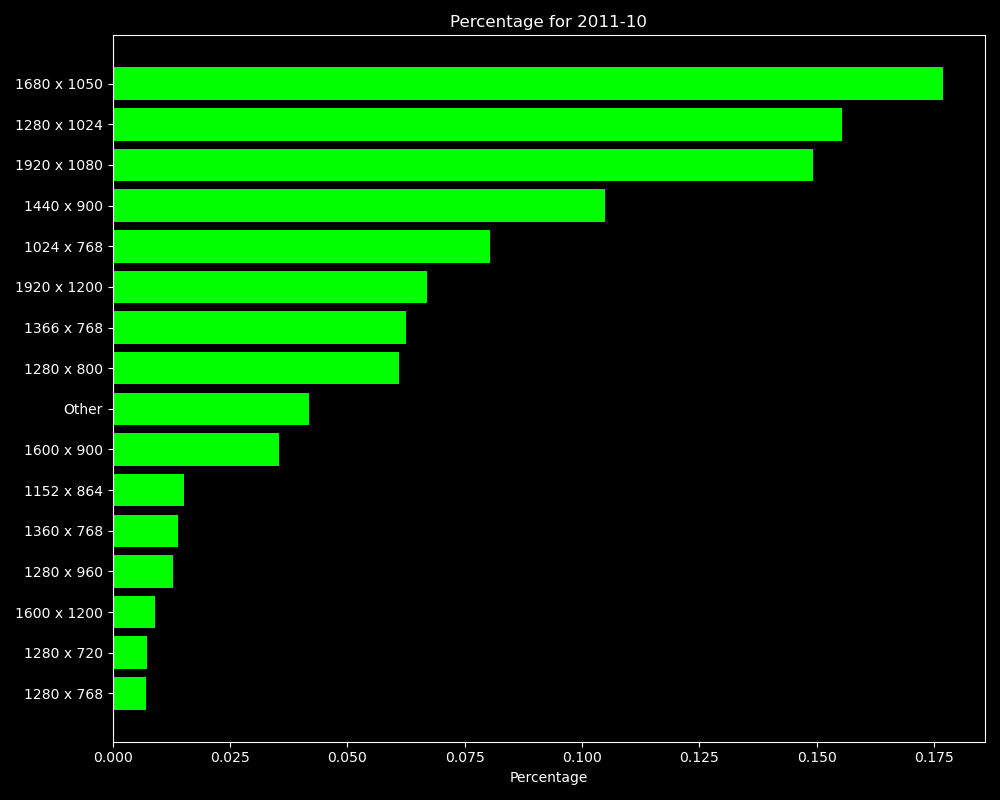 Percentage for 2011-10
1680 x 1050
1280 x 1024
1920 x 1080
1440 x 900
1024 x 768
1920 x 1200
1366 x 768
1280 x 800
Other
1600 x 900
1152 x 864
1360 x 768
1280 x 960
1600 x 1200
1280 x 720
1280 x 768
0.000 0.025 0.050 0.075 0.100 0.125 0.150 0.175
Percentage